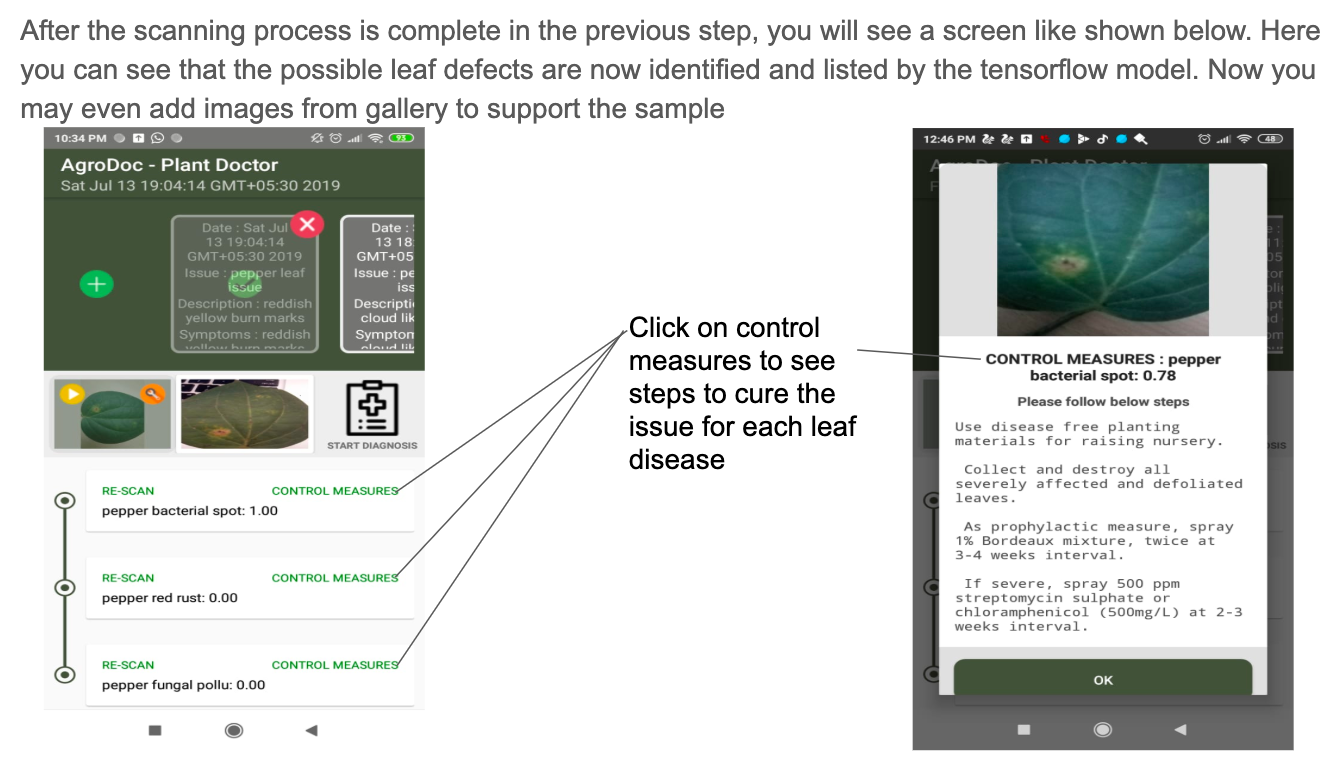 After the scanning process is complete in the previous step, you will see a screen like shown below. Here
you can see that the possible leaf defects are now identified and listed by the tensorflow model. Now you
may even add images from gallery to support the sample
10:34 PM
93
AgroDoc - Plant Doctor
Sat Jul 13 19:04:14 GMT+05:30 2019
Date : Sat Jul
13 19:04:14
GMT+05:30 2019
Issue : pepper leaf
issue
Description : reddish
yellow burn marks
Symptoms : reddish
yellow burn marks
Date :
13 18
GMT+05
Issue : pe
iss
Descripti
cloud lik
Symptom
cloud lik
START DIAGNOSIS
RE-SCAN CONTROL MEASURES
pepper bacterial spot: 1.00
RE-SCAN CONTROL MEASURES
pepper red rust: 0.00
RE-SCAN CONTROL MEASURES
pepper fungal pollu: 0.00
Click on control
measures to see
steps to cure the
issue for each leaf
disease
12:46 PM
48
CONTROL MEASURES : pepper
bacterial spot: 0.78
Please follow below steps
Use disease free planting
materials for raising nursery.
Collect and destroy all
severely affected and defoliated
leaves.
As prophylactic measure, spray
1% Bordeaux mixture, twice at
3-4 weeks interval.
If severe, spray 500 ppm
streptomycin sulphate or
chloramphenicol (500mg/L) at 2-3
weeks interval.
OK